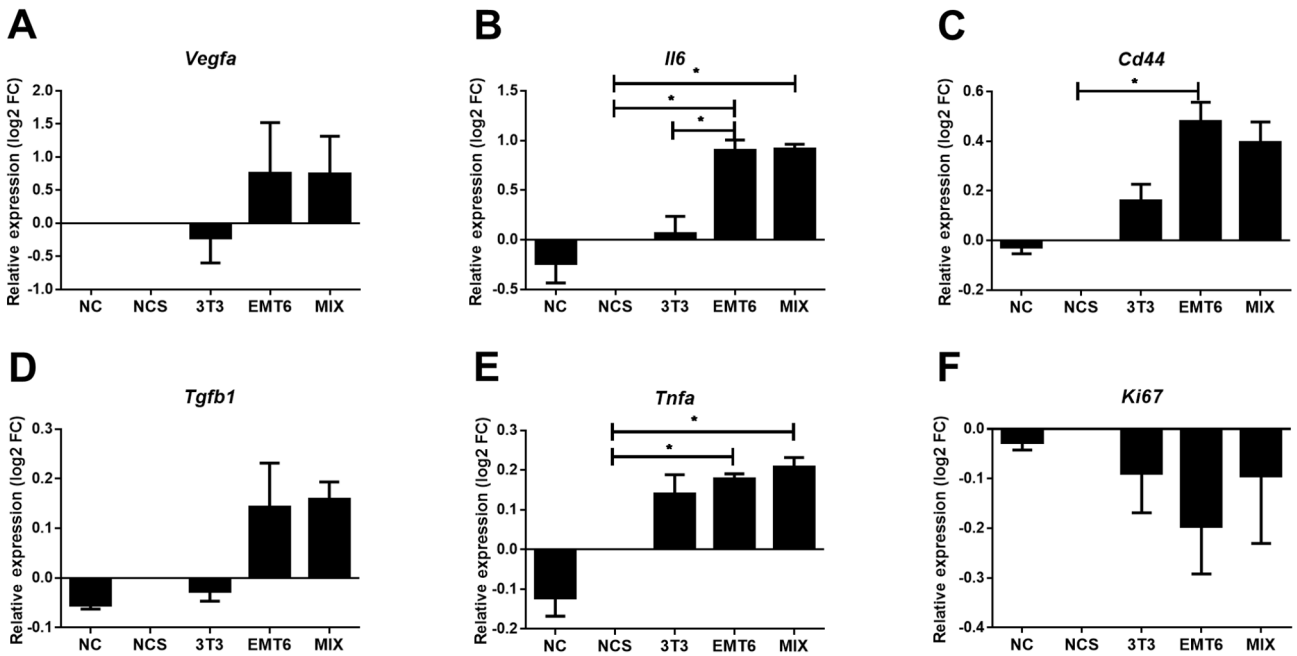 A
Vegfa
Relative expression (log2 FC)
2.0
1.5
1.0
0.5
0.0
-0.5
-1.0
NC NCS 3T3 EMT6 MIX
B
Il6
Relative expression (log2 FC)
*
*
*
1.5
1.0
0.5
0.0
-0.5
NC NCS 3T3 EMT6 MIX
C
Cd44
Relative expression (log2 FC)
*
0.6
0.4
0.2
0.0
-0.2
NC NCS 3T3 EMT6 MIX
D
Tgfb1
Relative expression (log2 FC)
0.3
0.2
0.1
0.0
-0.1
NC NCS 3T3 EMT6 MIX
E
Tnfa
Relative expression (log2 FC)
*
*
0.3
0.2
0.1
0.0
-0.1
-0.2
NC NCS 3T3 EMT6 MIX
F
Ki67
Relative expression (log2 FC)
0.0
-0.1
-0.2
-0.3
-0.4
NC NCS 3T3 EMT6 MIX